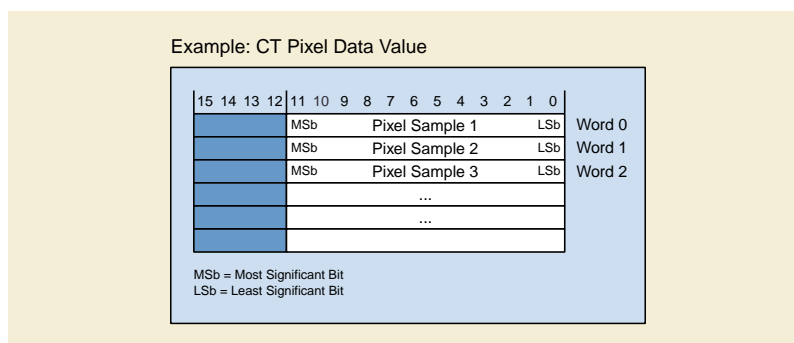 Example: CT Pixel Data Value
15 14 13 12 11 10 9 8 7 6 5 4 3 2 1 0
MSb Pixel Sample 1 LSb Word 0
MSb Pixel Sample 2 LSb Word 1
MSb Pixel Sample 3 LSb Word 2
...
...
MSb = Most Significant Bit
LSb = Least Significant Bit